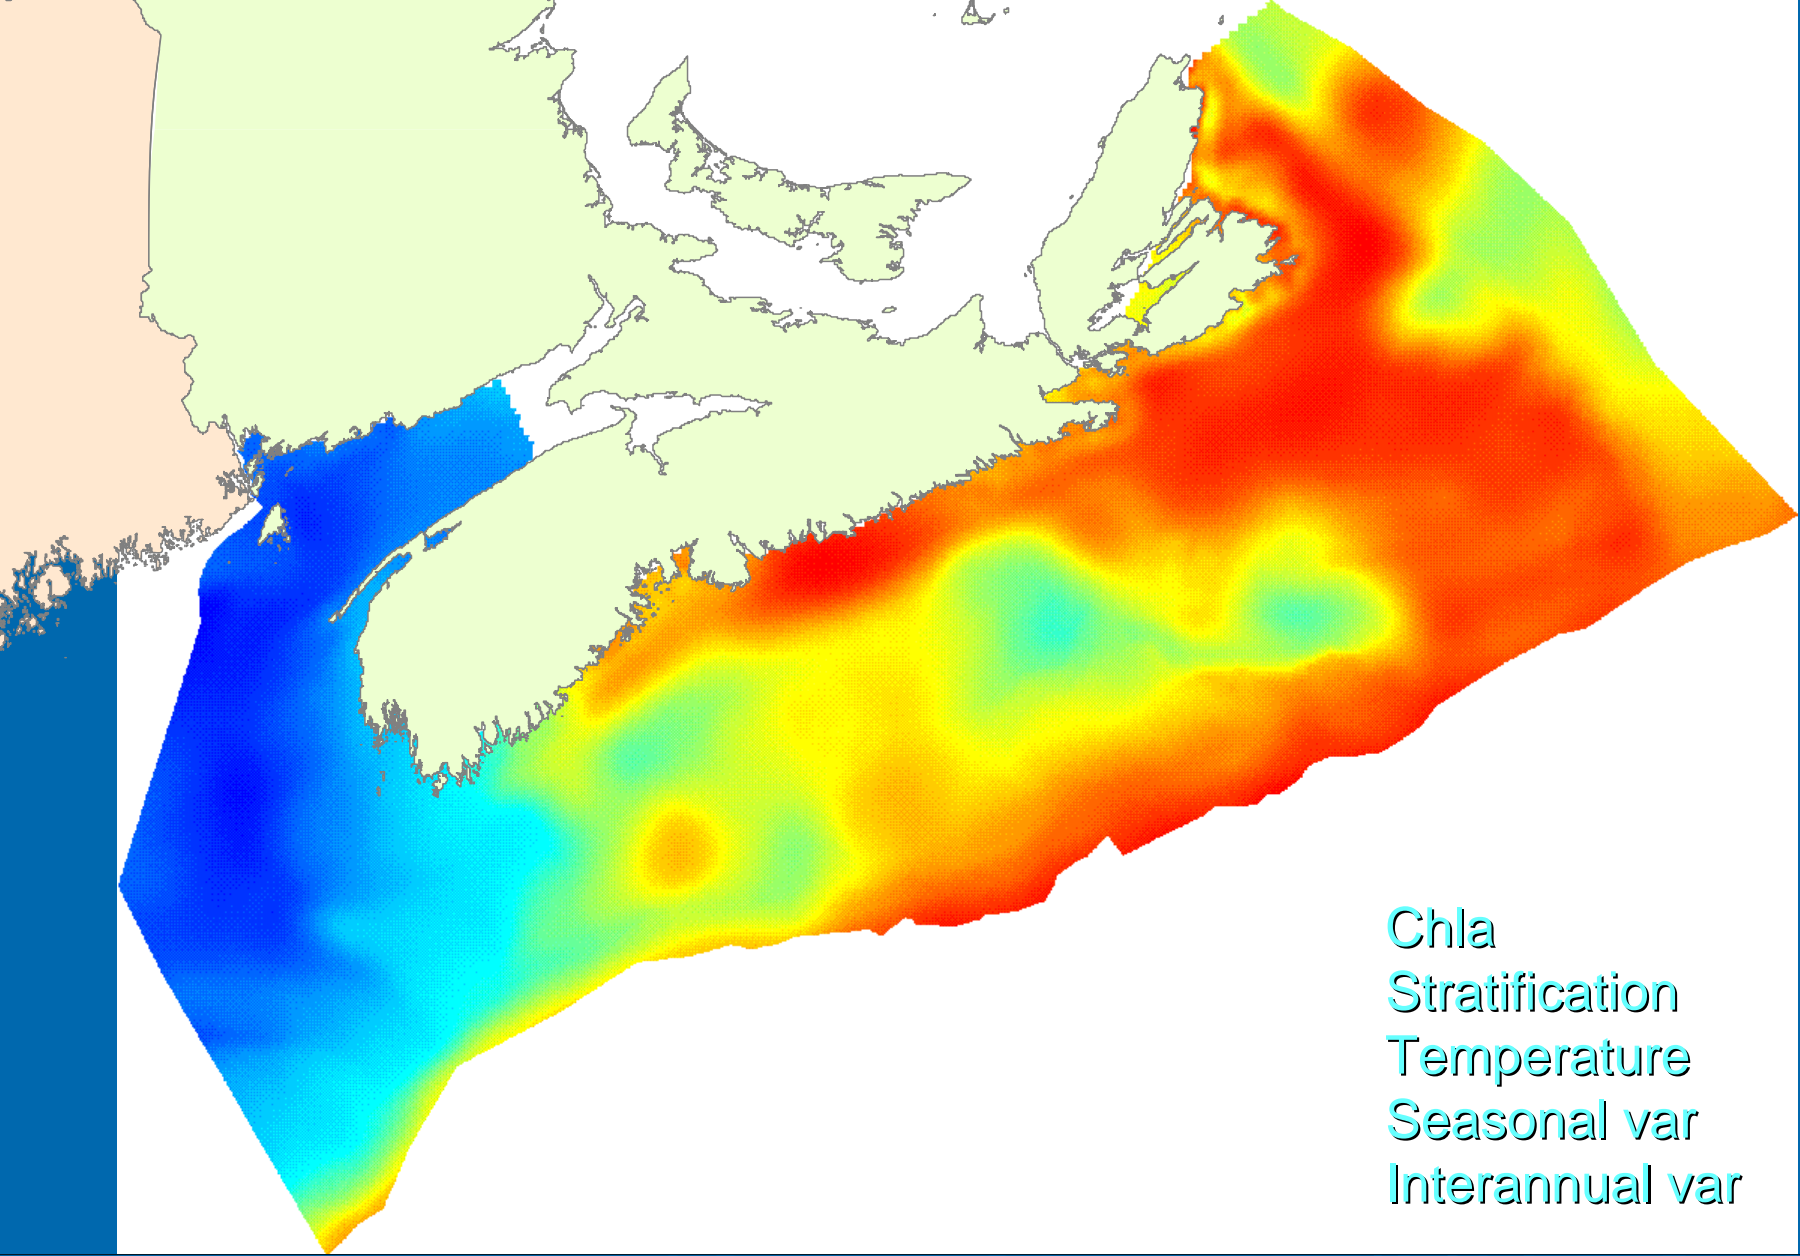 Chla
Stratification
Temperature
Seasonal var
Interannual var